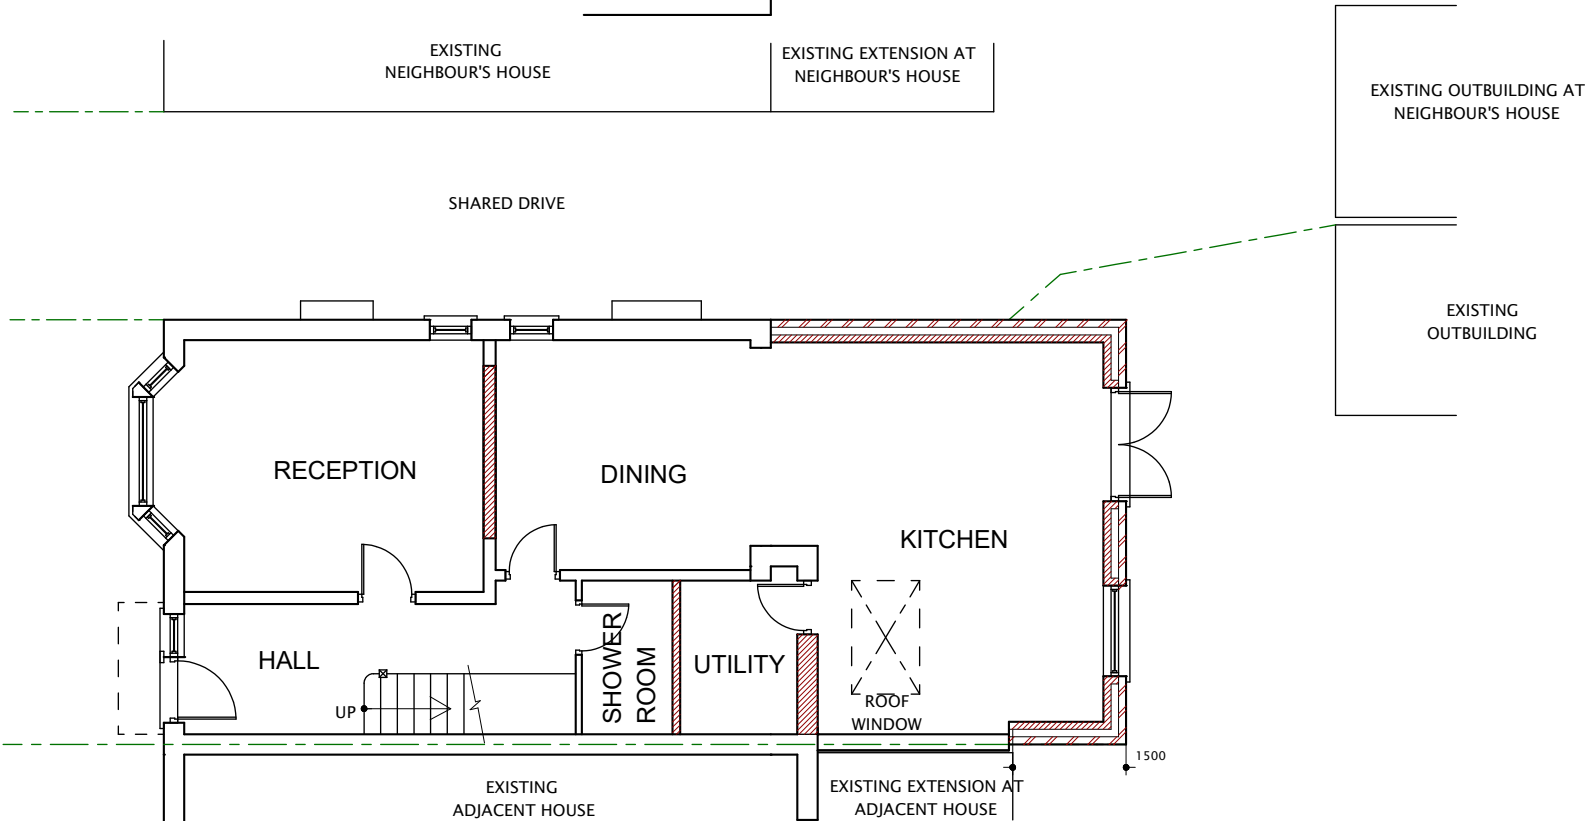 EXISTING
NEIGHBOUR'S HOUSE
EXISTING EXTENSION AT
NEIGHBOUR'S HOUSE
EXISTING OUTBUILDING AT
NEIGHBOUR'S HOUSE
SHARED DRIVE
EXISTING
OUTBUILDING
RECEPTION
DINING
KITCHEN
HALL
SHOWER
ROOM
UTILITY
UP
ROOF
WINDOW
1500
EXISTING
ADJACENT HOUSE
EXISTING EXTENSION AT
ADJACENT HOUSE